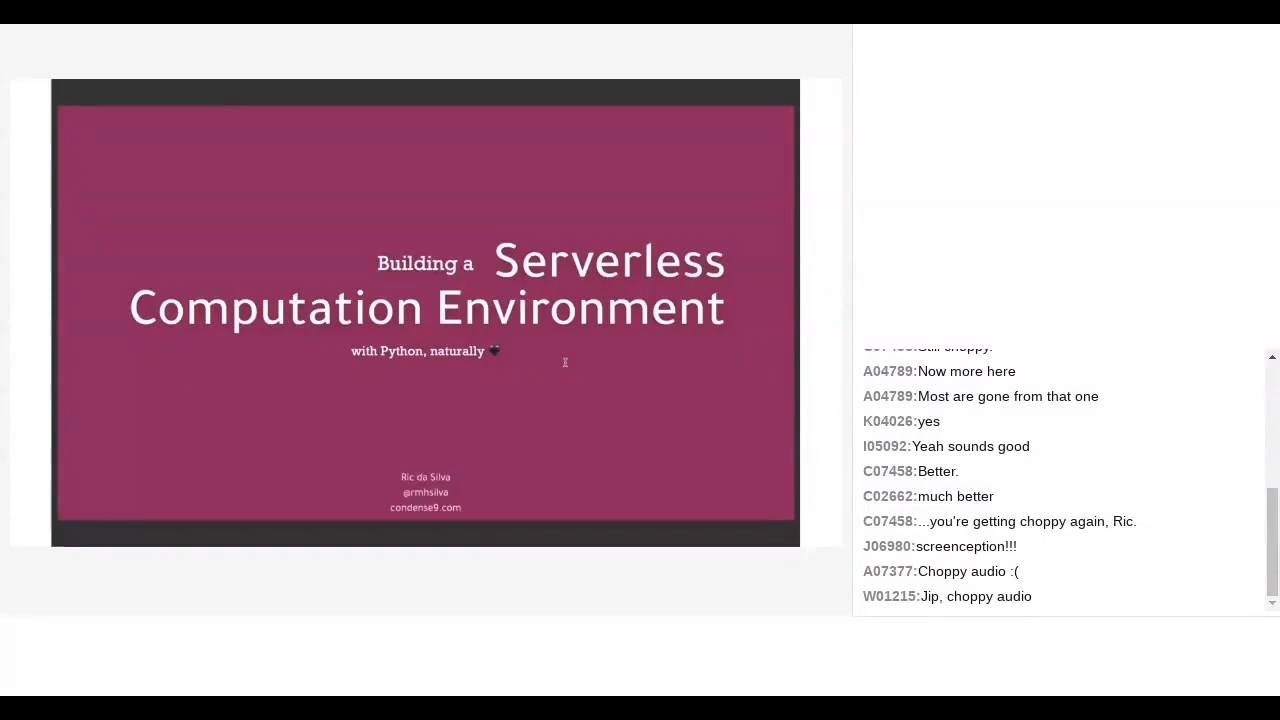 Building a Serverless
Computation Environment
with Python, naturally
Ric da Silva
@rmhsilva
condense9.com
A04789:Now more here
A04789:Most are gone from that one
K04026:yes
I05092:Yeah sounds good
C07458:Better.
C02662:much better
C07458:...you're getting choppy again, Ric.
J06980:screenception!!!
A07377:Choppy audio :(
W01215:Jip, choppy audio